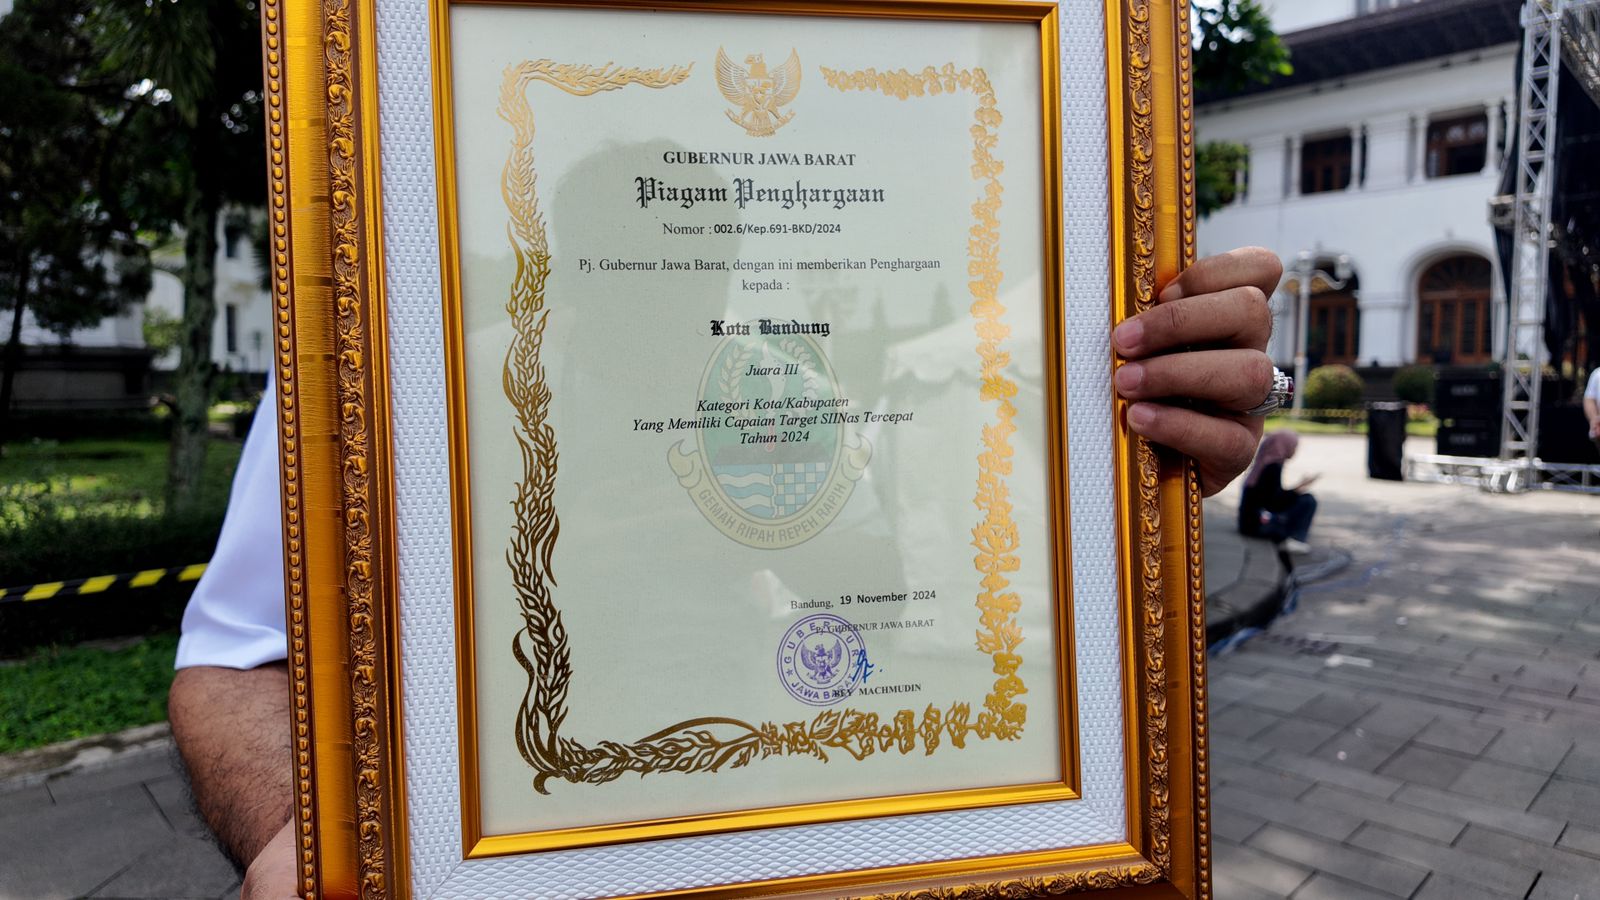 GUBERNUR JAWA BARAT
Piagam Penghargaan
Nomor : 002.6/Kep.691-BKD/2024
Pj. Gubernur Jawa Barat, dengan ini memberikan Penghargaan
kepada :
Kota Bandung
Juara III
Kategori Kota/Kabupaten
Yang Memiliki Capaian Target SIINas Tercepat
Tahun 2024
GEMAH RIPAH REPEH RAPIH
Bandung, 19 November 2024
Pj. GUBERNUR JAWA BARAT
GUBERNUR
JAWA BARAT
BEY MACHMUDIN